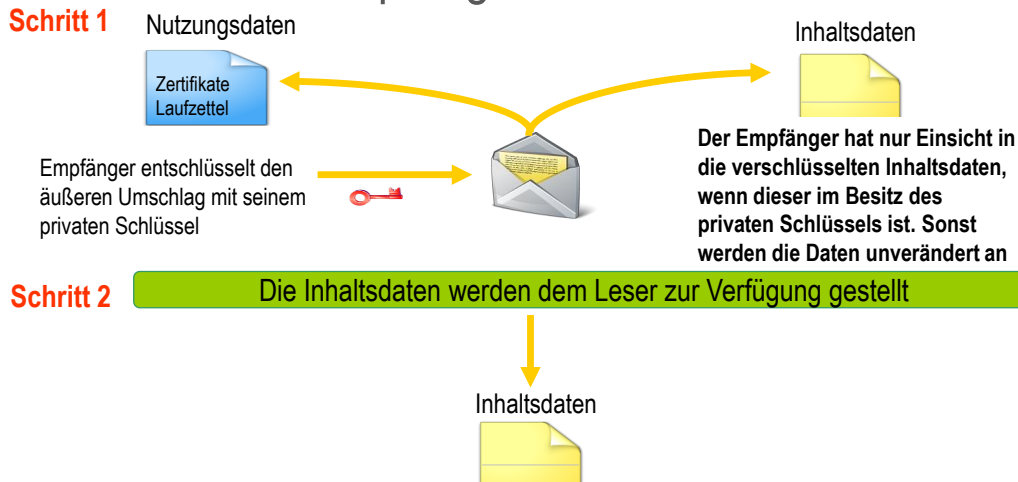 Schritt 1
Nutzungsdaten
Zertifikate
Laufzettel
Empfänger entschlüsselt den
äußeren Umschlag mit seinem
privaten Schlüssel
Inhaltsdaten
Der Empfänger hat nur Einsicht in
die verschlüsselten Inhaltsdaten,
wenn dieser im Besitz des
privaten Schlüssels ist. Sonst
werden die Daten unverändert an
Schritt 2
Die Inhaltsdaten werden dem Leser zur Verfügung gestellt
Inhaltsdaten